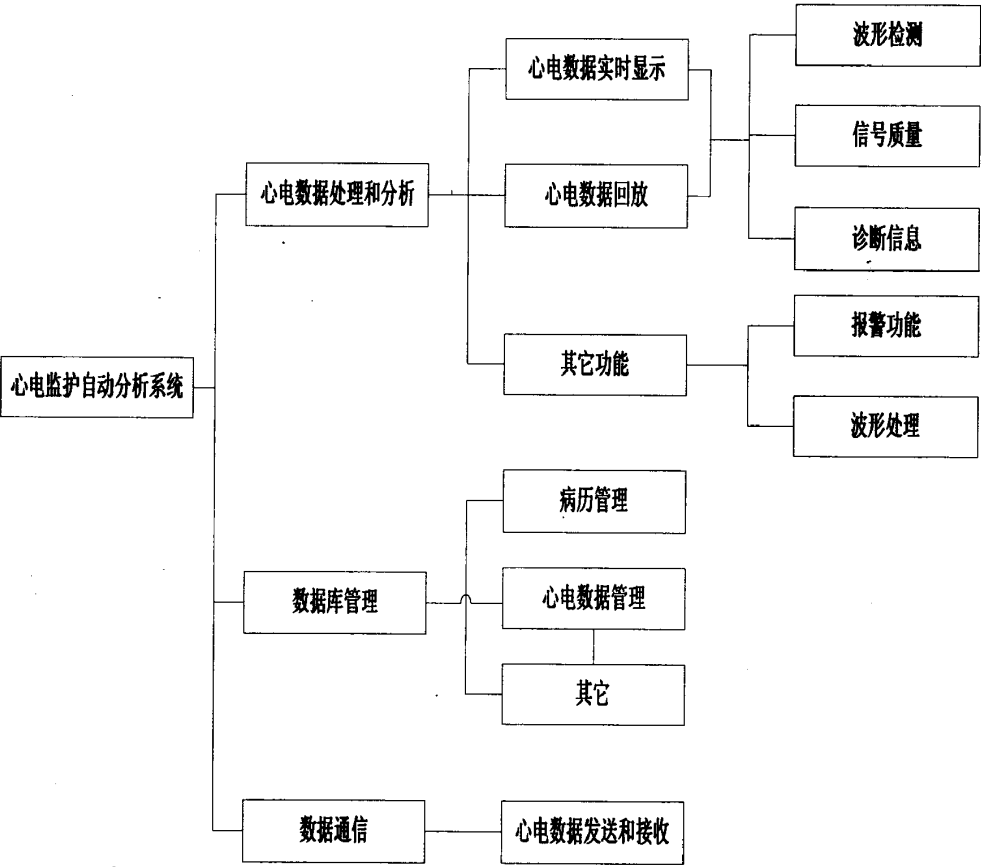 心电监护自动分析系统
心电数据处理和分析
心电数据实时显示
心电数据回放
波形检测
信号质量
诊断信息
其它功能
报警功能
波形处理
数据库管理
病历管理
心电数据管理
其它
数据通信
心电数据发送和接收